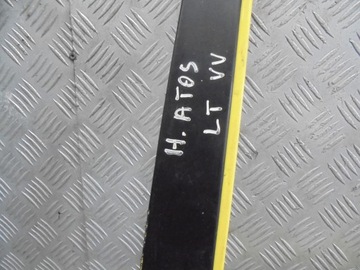 H. ATOS
LT VV